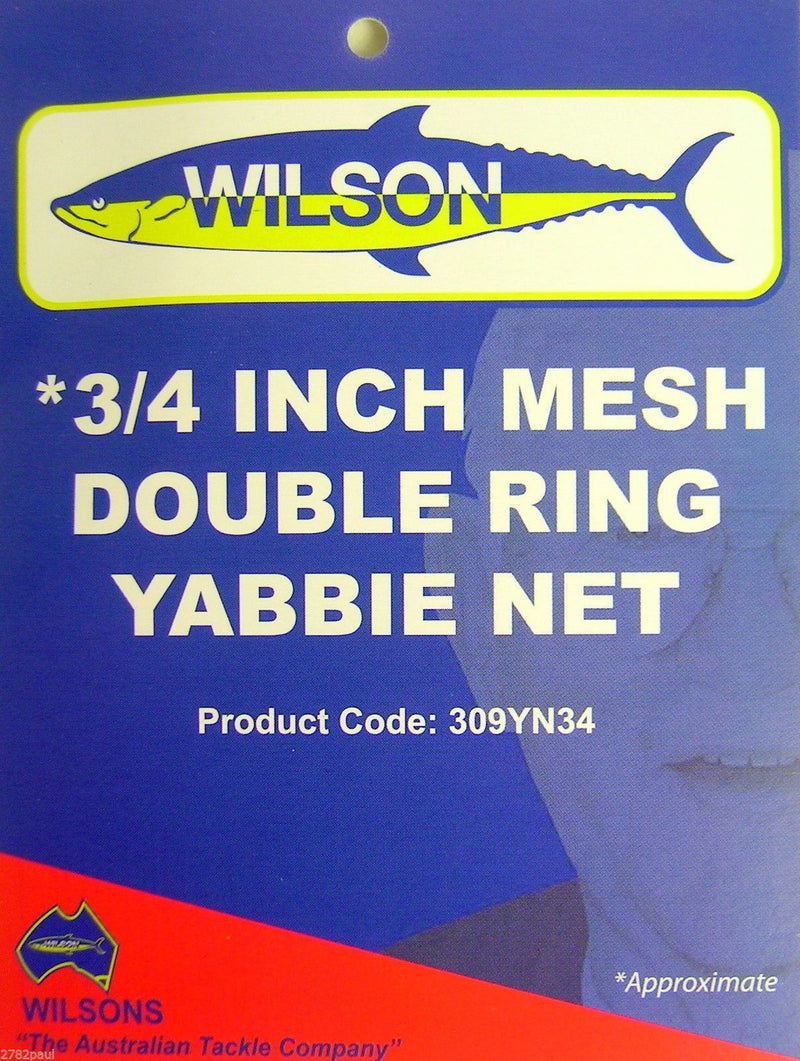 WILSON
*3/4 INCH MESH
DOUBLE RING
YABBIE NET
Product Code: 309YN34
*Approximate
WILSON
WILSONS
"The Australian Tackle Company"
2782paul